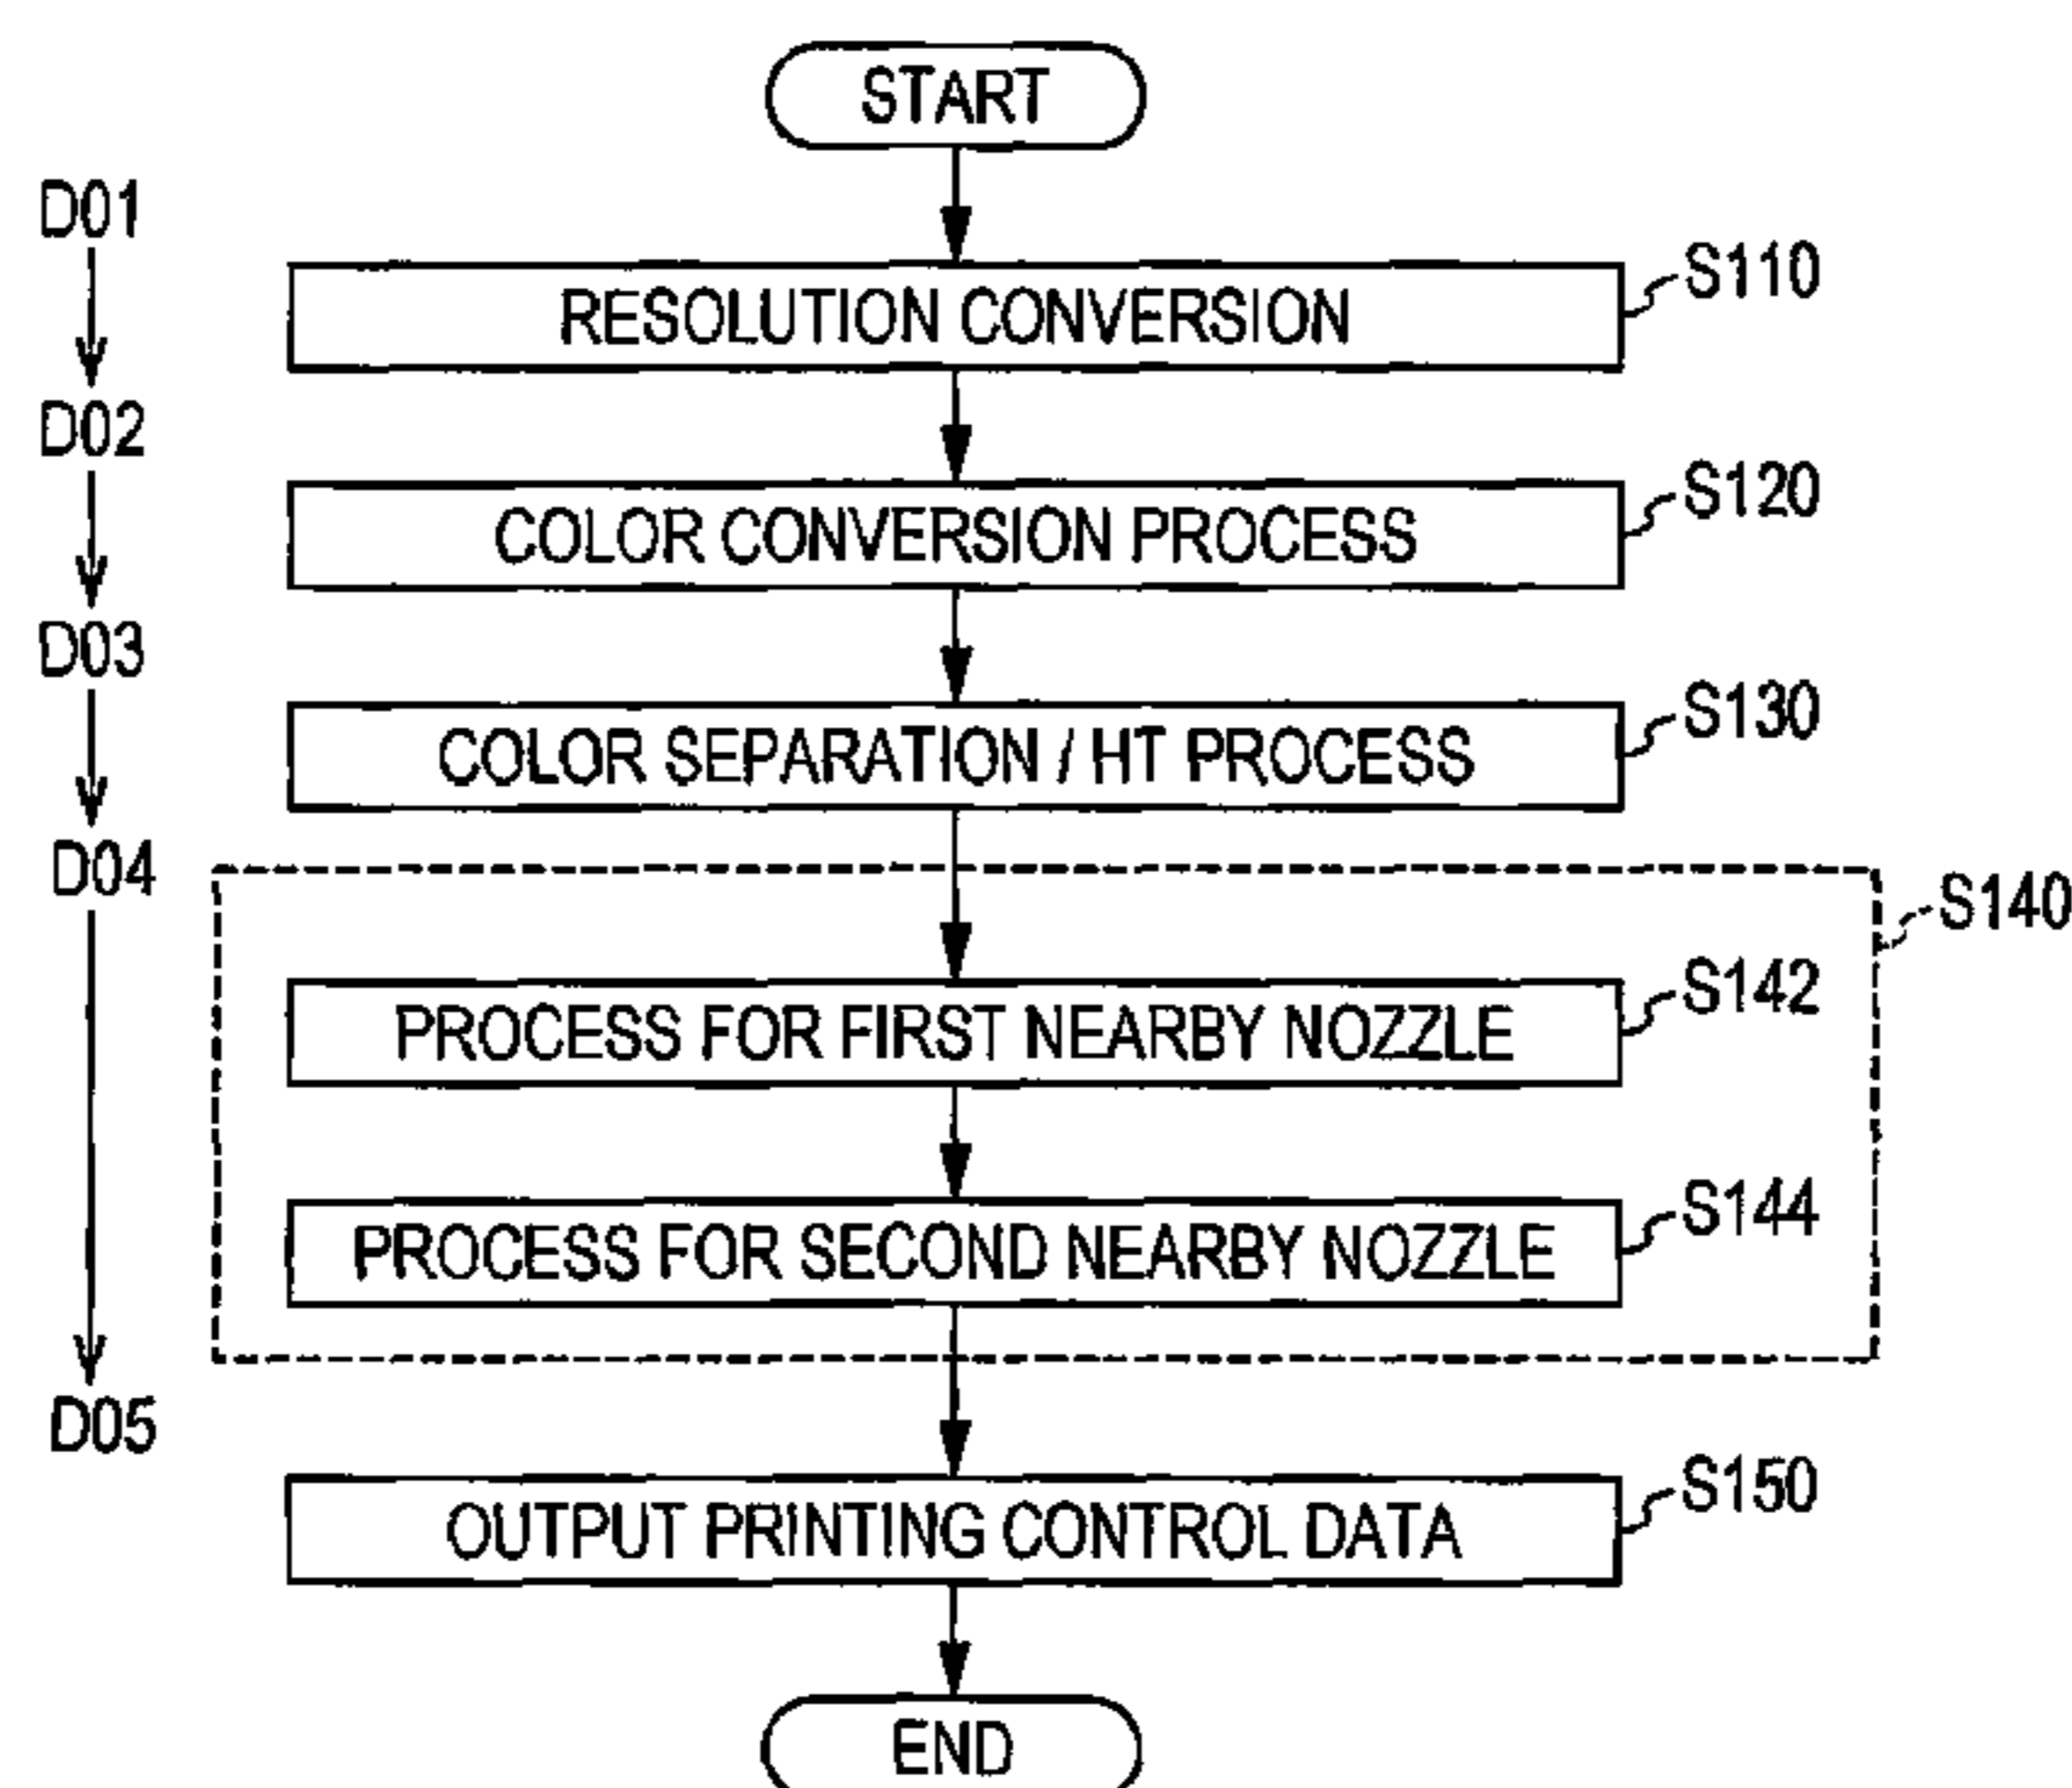 START
D01
S110
RESOLUTION CONVERSION
D02
S120
COLOR CONVERSION PROCESS
D03
S130
COLOR SEPARATION / HT PROCESS
D04
S140
S142
PROCESS FOR FIRST NEARBY NOZZLE
S144
PROCESS FOR SECOND NEARBY NOZZLE
D05
S150
OUTPUT PRINTING CONTROL DATA
END